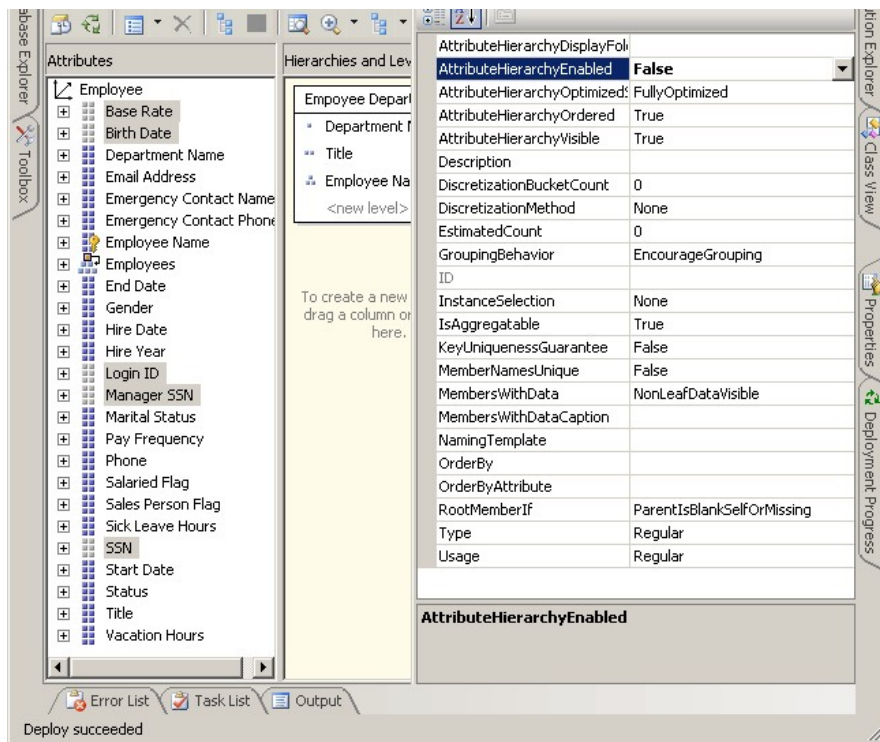 abase Explorer
Toolbox
Attributes
Employee
Base Rate
Birth Date
Department Name
Email Address
Emergency Contact Name
Emergency Contact Phone
Employee Name
Employees
End Date
Gender
Hire Date
Hire Year
Login ID
Manager SSN
Marital Status
Pay Frequency
Phone
Salaried Flag
Sales Person Flag
Sick Leave Hours
SSN
Start Date
Status
Title
Vacation Hours
Hierarchies and Lev
Empoyee Depart
Department N
Title
Employee Na
<new level>
To create a new
drag a column or
here.
AttributeHierarchyDisplayFol
AttributeHierarchyEnabled False
AttributeHierarchyOptimizedS FullyOptimized
AttributeHierarchyOrdered True
AttributeHierarchyVisible True
Description
DiscretizationBucketCount 0
DiscretizationMethod None
EstimatedCount 0
GroupingBehavior EncourageGrouping
ID
InstanceSelection None
IsAggregatable True
KeyUniquenessGuarantee False
MemberNamesUnique False
MembersWithData NonLeafDataVisible
MembersWithDataCaption
NamingTemplate
OrderBy
OrderByAttribute
RootMemberIf ParentIsBlankSelfOrMissing
Type Regular
Usage Regular
AttributeHierarchyEnabled
ution Explorer
Class View
Properties
Deployment Progress
Error List Task List Output
Deploy succeeded